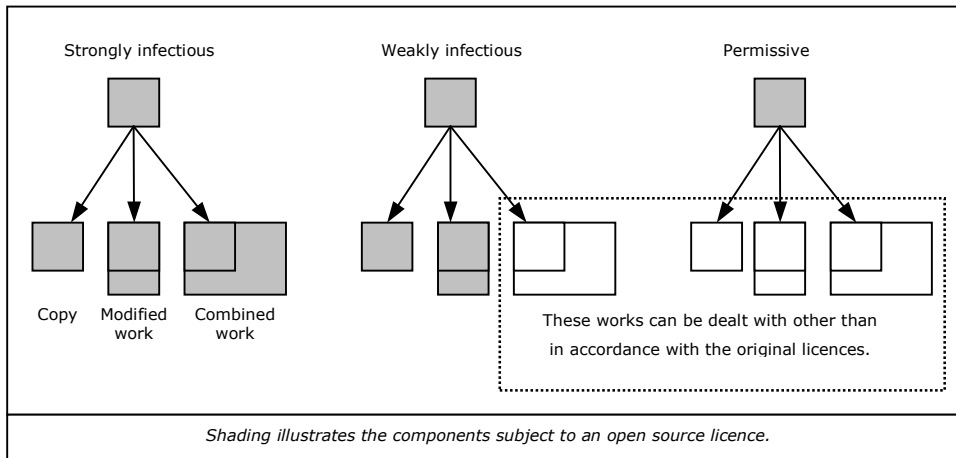 Strongly infectious
Weakly infectious
Permissive
Copy
Modified
work
Combined
work
These works can be dealt with other than
in accordance with the original licences.
Shading illustrates the components subject to an open source licence.